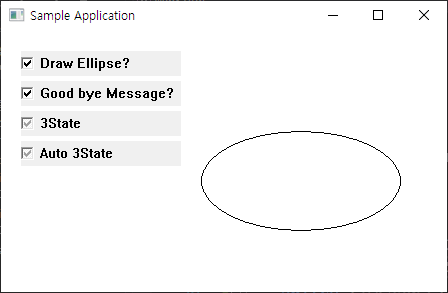 Sample Application
Draw Ellipse?
Good bye Message?
3State
Auto 3State